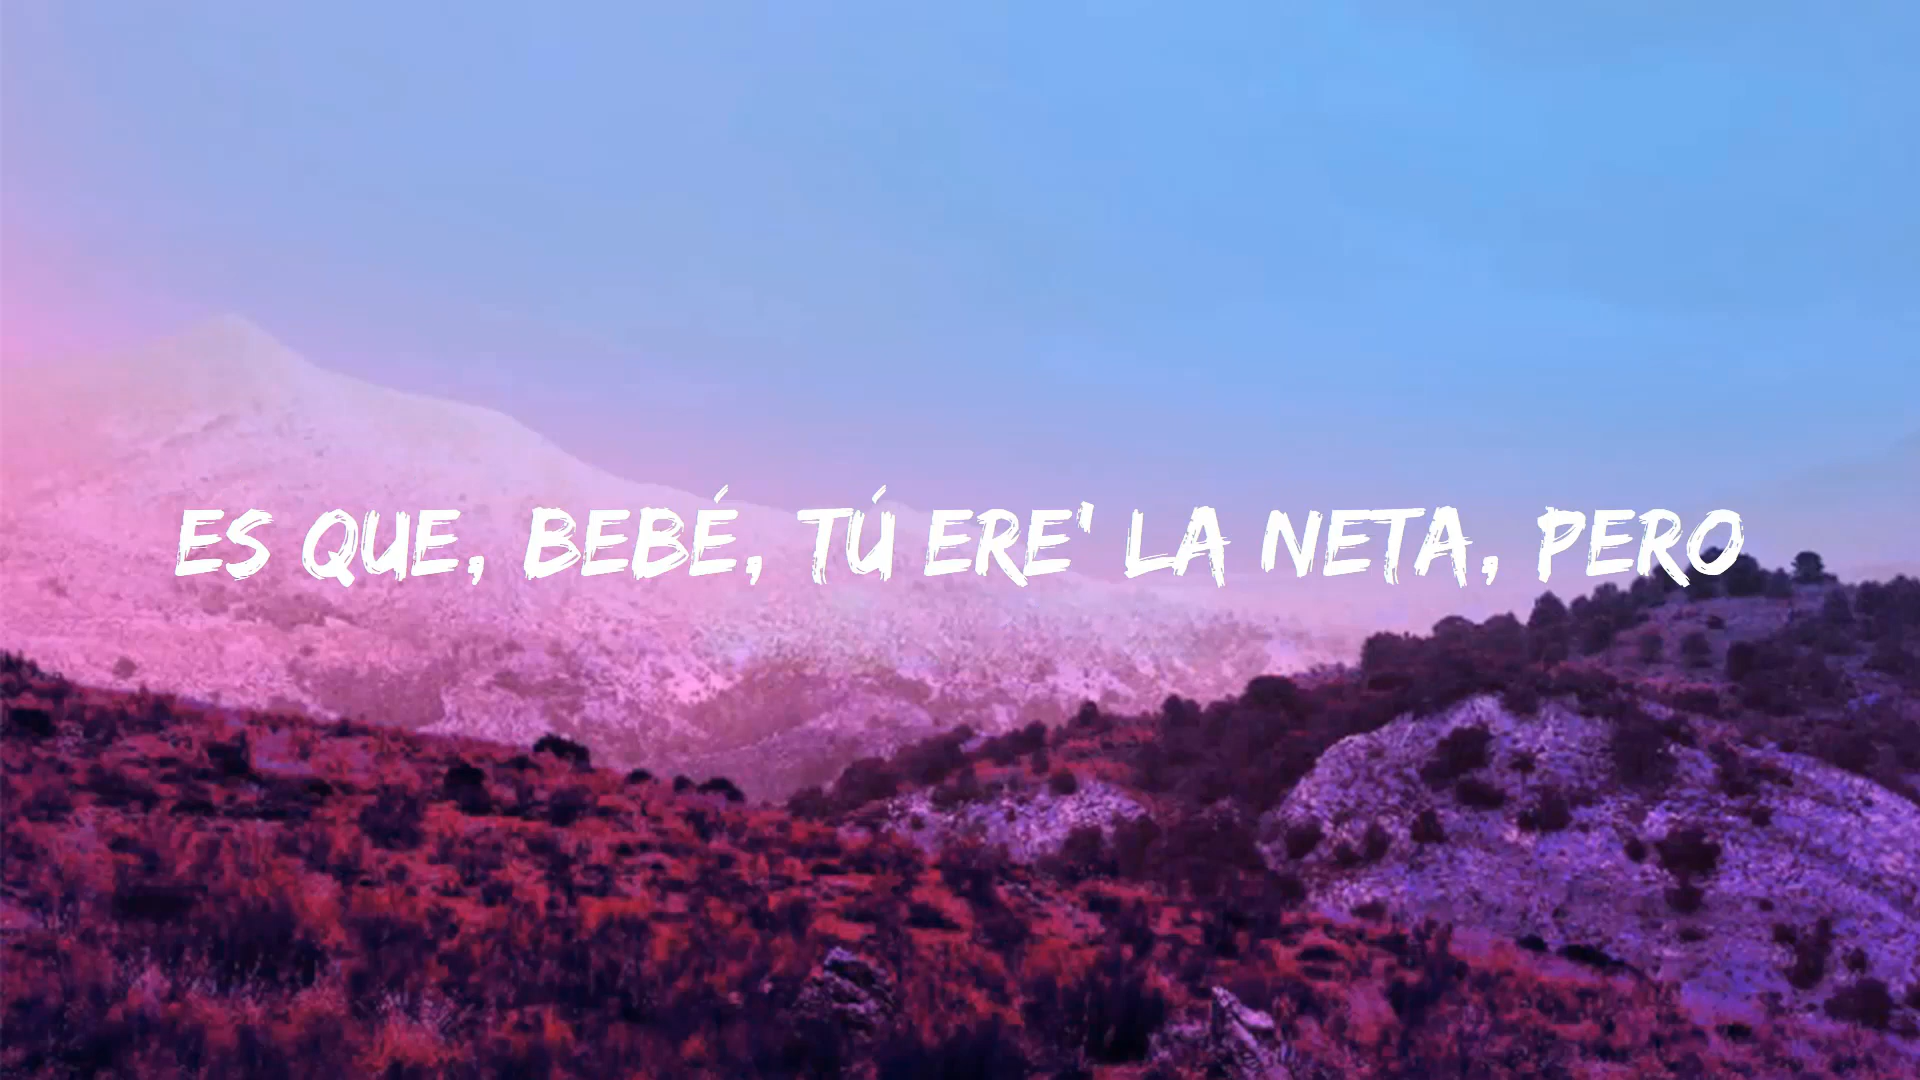 ES QUE, BEBÉ, TÚ ERE' LA NETA, PERO